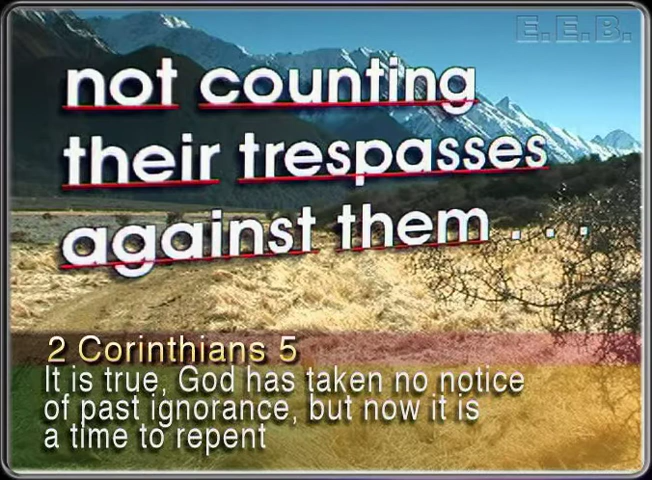 E.E.B.
not counting
their trespasses
against them . . .
2 Corinthians 5
It is true, God has taken no notice
of past ignorance, but now it is
a time to repent